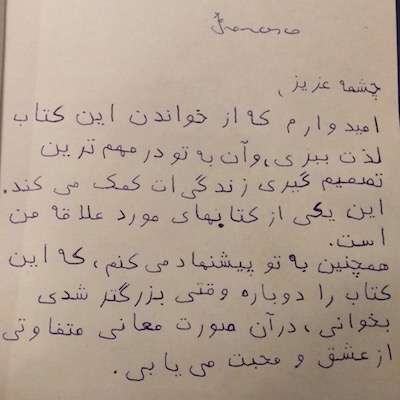 چشمه عزیز,
امیدوارم که از خواندن این کتاب
لذت ببری، و آن به تو در مهم ترین
تصمیم گیری زندگی ات کمک می کند.
این یکی از کتابهای مورد علاقه من
است.
همچنین به تو پیشنهاد می کنم، که این
کتاب را دوباره وقتی بزرگتر شدی
بخوانی، در آن صورت معانی متفاوتی
از عشق و محبت می یابی.